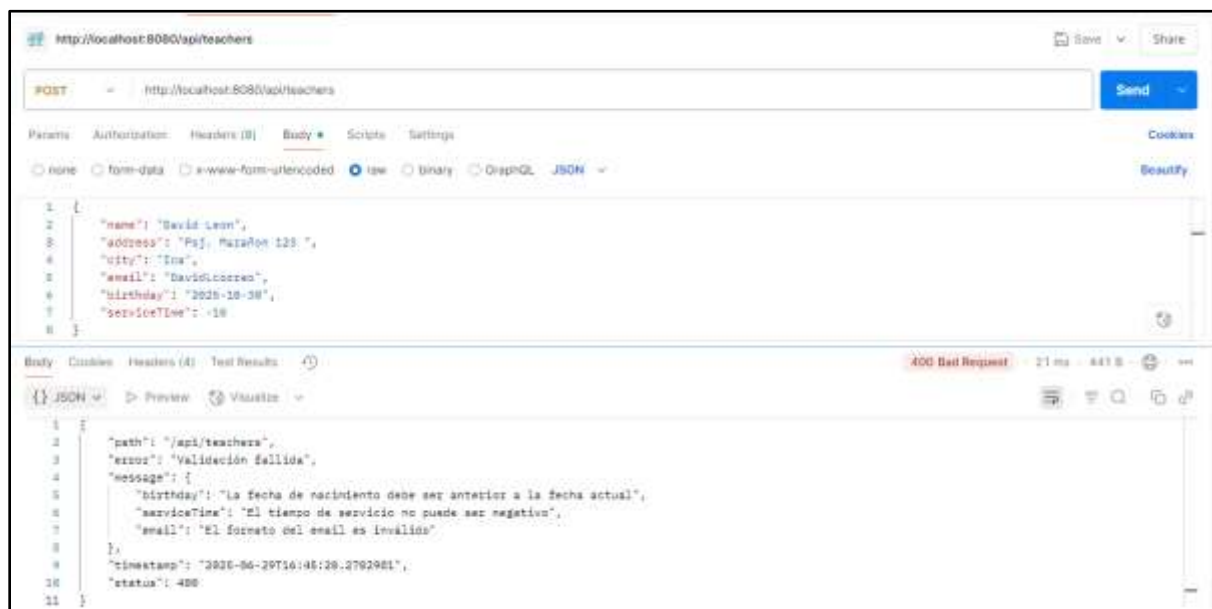 http://localhost:8080/api/teachers
Save
Share
POST
http://localhost:8080/api/teachers
Send
Params Authorization Headers (8) Body Scripts Settings
Cookies
none form-data x-www-form-urlencoded raw binary GraphQL JSON
Beautify
1 {
2 "name": "David Leon",
3 "address": "Psj. Marañon 123 ",
4 "city": "Ica",
5 "email": "DavidLcorreo",
6 "birthday": "2025-10-30",
7 "serviceTime": -10
8 }
Body Cookies Headers (4) Test Results
400 Bad Request 21 ms 441 B
{} JSON Preview Visualize
1 {
2 "path": "/api/teachers",
3 "error": "Validación fallida",
4 "message": {
5 "birthday": "La fecha de nacimiento debe ser anterior a la fecha actual",
6 "serviceTime": "El tiempo de servicio no puede ser negativo",
7 "email": "El formato del email es inválido"
8 },
9 "timestamp": "2025-06-29T16:45:28.2702981",
10 "status": 400
11 }